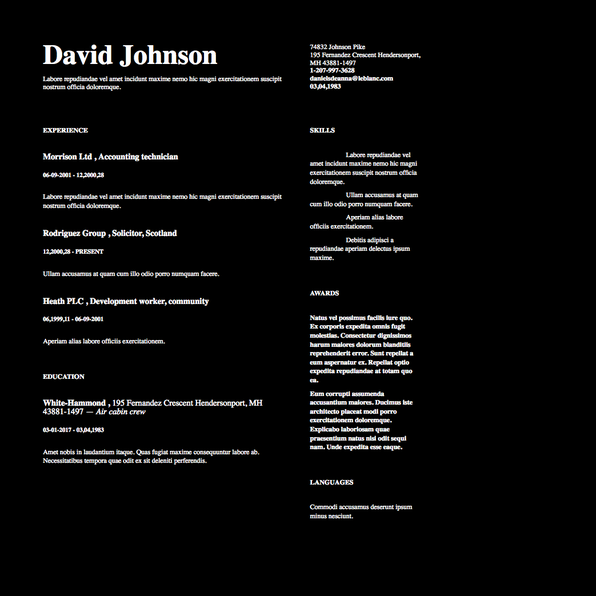 David Johnson
Labore repudiandae vel amet incidunt maxime nemo hic magni exercitationem suscipit
nostrum officia doloremque.
74832 Johnson Pike
195 Fernandez Crescent Hendersonport,
MH 43881-1497
1-207-997-3628
danielsdeanna@leblanc.com
03,04,1983
EXPERIENCE
Morrison Ltd , Accounting technician
06-09-2001 - 12,2000,28
Labore repudiandae vel amet incidunt maxime nemo hic magni exercitationem suscipit
nostrum officia doloremque.
Rodriguez Group , Solicitor, Scotland
12,2000,28 - PRESENT
Ullam accusamus at quam cum illo odio porro numquam facere.
Heath PLC , Development worker, community
06,1999,11 - 06-09-2001
Aperiam alias labore officiis exercitationem.
EDUCATION
White-Hammond , 195 Fernandez Crescent Hendersonport, MH
43881-1497 — Air cabin crew
03-01-2017 - 03,04,1983
Amet nobis in laudantium itaque. Quas fugiat maxime consequuntur labore ab.
Necessitatibus tempora quae odit ex sit deleniti perferendis.
SKILLS
Labore repudiandae vel
amet incidunt maxime nemo hic magni
exercitationem suscipit nostrum officia
doloremque.
Ullam accusamus at quam
cum illo odio porro numquam facere.
Aperiam alias labore
officiis exercitationem.
Debitis adipisci a
repudiandae aperiam delectus ipsum
maxime.
AWARDS
Natus vel possimus facilis iure quo.
Ex corporis expedita omnis fugit
molestias. Consectetur dignissimos
harum maiores dolorum blanditiis
reprehenderit error. Sunt repellat a
eum aspernatur ex. Repellat optio
expedita repudiandae at totam quo
ea.
Eum corrupti assumenda
accusantium maiores. Ducimus iste
architecto placeat modi porro
exercitationem doloremque.
Explicabo laboriosam quae
praesentium natus nisi odit sequi
nam. Unde expedita esse eaque.
LANGUAGES
Commodi accusamus deserunt ipsum
minus nesciunt.